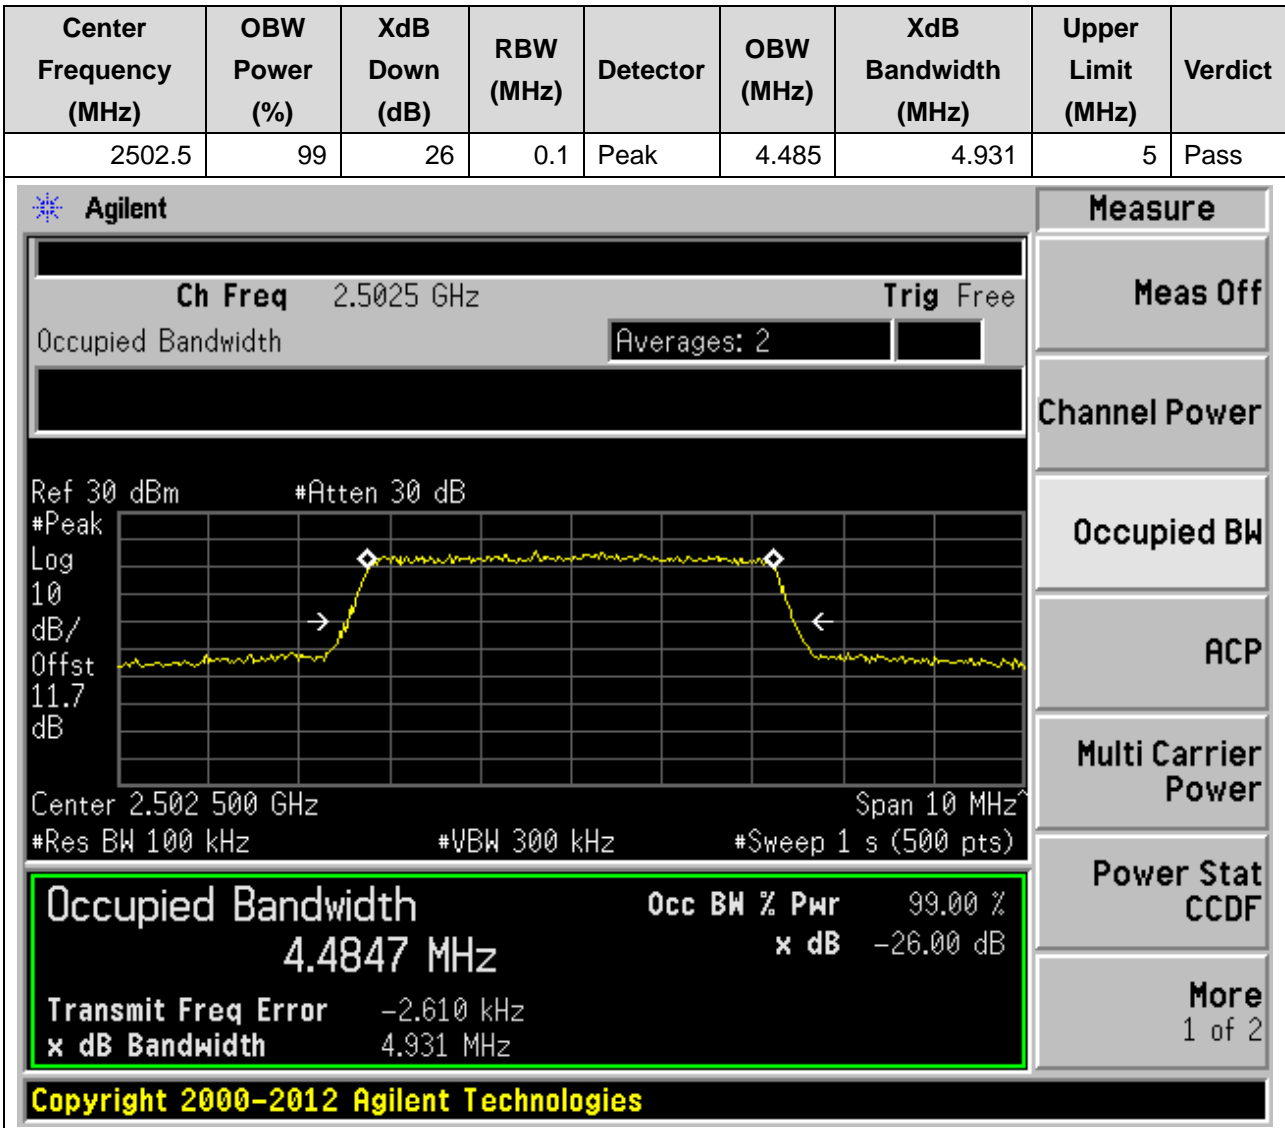 Center Frequency (MHz) OBW Power (%) XdB Down (dB) RBW (MHz) Detector OBW (MHz) XdB Bandwidth (MHz) Upper Limit (MHz) Verdict
2502.5 99 26 0.1 Peak 4.485 4.931 5 Pass
Agilent
Measure
Ch Freq 2.5025 GHz Trig Free
Meas Off
Occupied Bandwidth Averages: 2
Channel Power
Ref 30 dBm #Atten 30 dB
#Peak
Log
10
dB/
Offst
11.7
dB
Occupied BW
ACP
Multi Carrier
Power
Center 2.502 500 GHz Span 10 MHz^
#Res BW 100 kHz #VBW 300 kHz #Sweep 1 s (500 pts)
Power Stat
CCDF
Occupied Bandwidth Occ BW % Pwr 99.00 %
4.4847 MHz x dB -26.00 dB
Transmit Freq Error -2.610 kHz
x dB Bandwidth 4.931 MHz
More
1 of 2
Copyright 2000-2012 Agilent Technologies